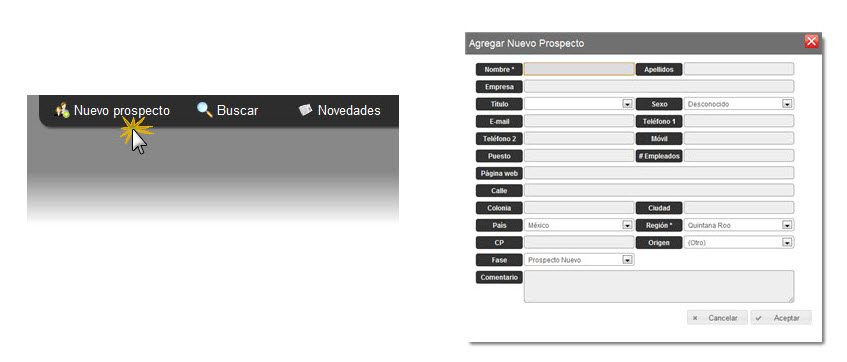 Nuevo prospecto Buscar Novedades
Agregar Nuevo Prospecto
Nombre * Apellidos
Empresa
Titulo Sexo Desconocido
E-mail Teléfono 1
Teléfono 2 Móvil
Puesto # Empleados
Página web
Calle
Colonia Ciudad
País México Región * Quintana Roo
CP Origen (Otro)
Fase Prospecto Nuevo
Comentario
Cancelar Aceptar